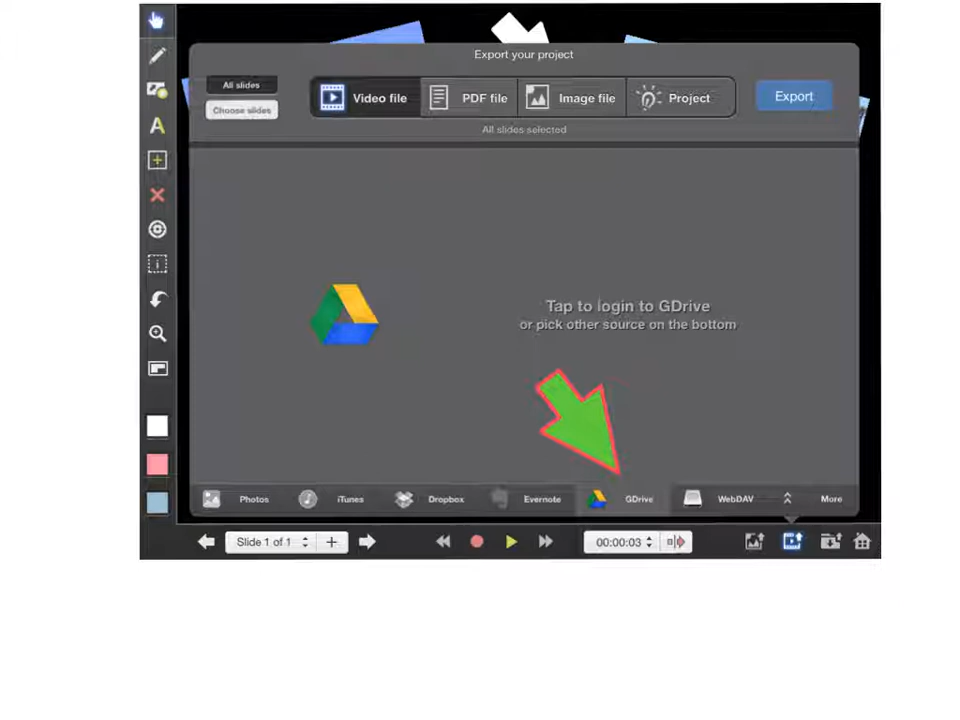 Export your project
All slides
Choose slides
Video file
PDF file
Image file
Project
Export
All slides selected
A
i
Tap to login to GDrive
or pick other source on the bottom
Photos
iTunes
Dropbox
Evernote
GDrive
WebDAV
More
Slide 1 of 1
00:00:03